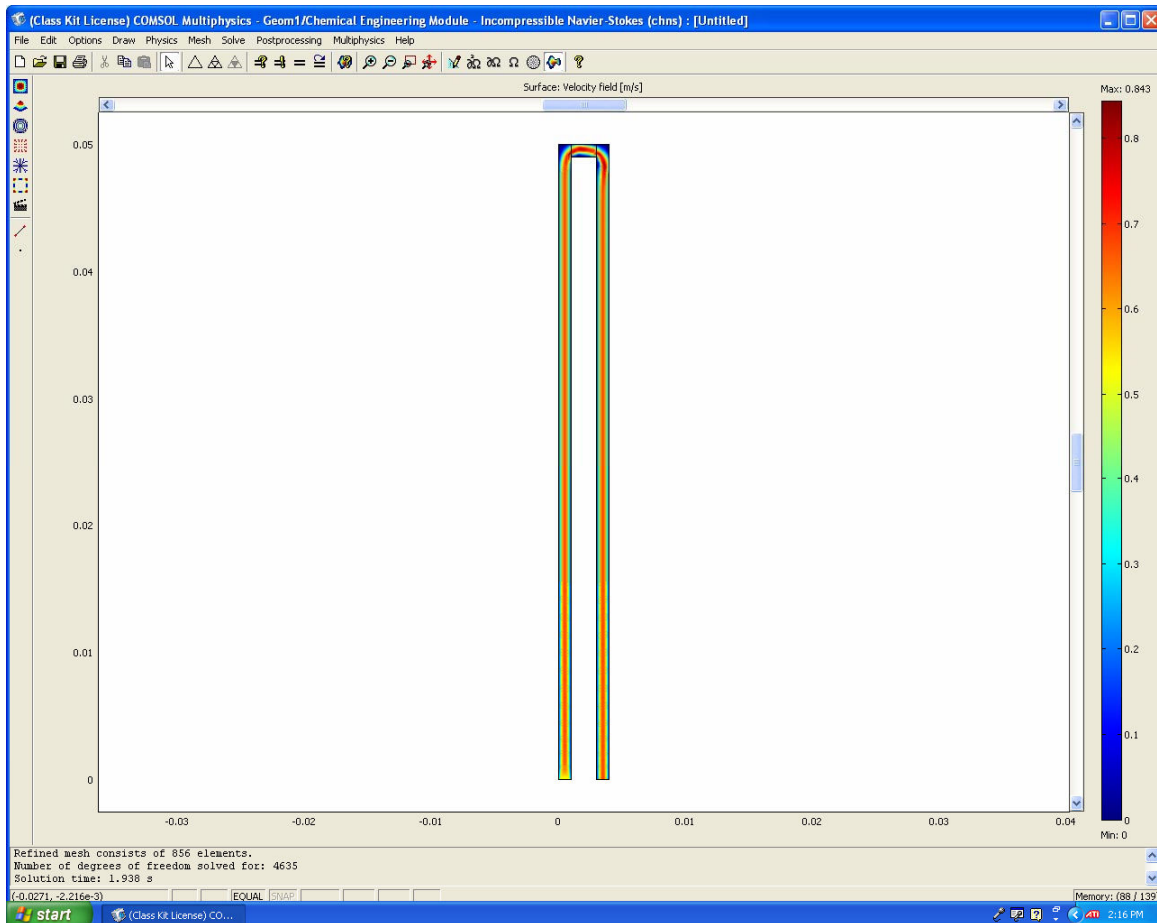 (Class Kit License) COMSOL Multiphysics - Geom1/Chemical Engineering Module - Incompressible Navier-Stokes (chns) : [Untitled]
File Edit Options Draw Physics Mesh Solve Postprocessing Multiphysics Help
Surface: Velocity field [m/s]
Max: 0.843
0.8
0.7
0.6
0.5
0.4
0.3
0.2
0.1
0
Min: 0
0.05
0.04
0.03
0.02
0.01
0
-0.03 -0.02 -0.01 0 0.01 0.02 0.03 0.04
Refined mesh consists of 856 elements.
Number of degrees of freedom solved for: 4635
Solution time: 1.938 s
(-0.0271, -2.216e-3) EQUAL SNAP Memory: (88 / 139
start (Class Kit License) CO... ATI 2:16 PM